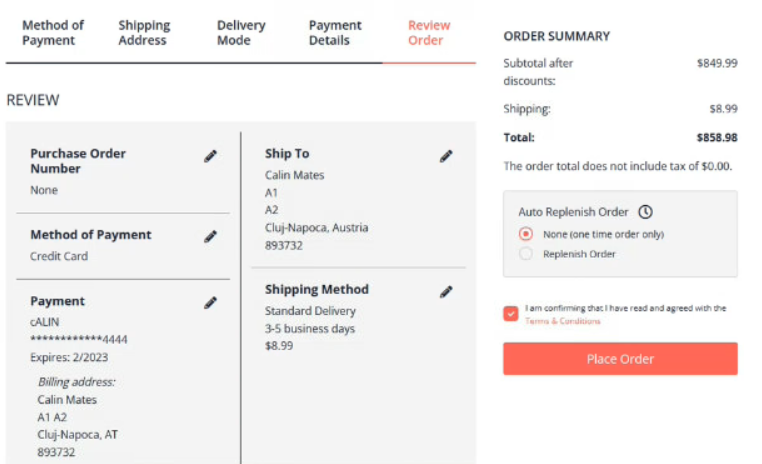 Method of
Payment
Shipping
Address
Delivery
Mode
Payment
Details
Review
Order
REVIEW
Purchase Order
Number
None
Method of Payment
Credit Card
Payment
cALIN
************4444
Expires: 2/2023
Billing address:
Calin Mates
A1 A2
Cluj-Napoca, AT
893732
Ship To
Calin Mates
A1
A2
Cluj-Napoca, Austria
893732
Shipping Method
Standard Delivery
3-5 business days
$8.99
ORDER SUMMARY
Subtotal after
discounts:
$849.99
Shipping:
$8.99
Total:
$858.98
The order total does not include tax of $0.00.
Auto Replenish Order
None (one time order only)
Replenish Order
I am confirming that I have read and agreed with the
Terms & Conditions
Place Order